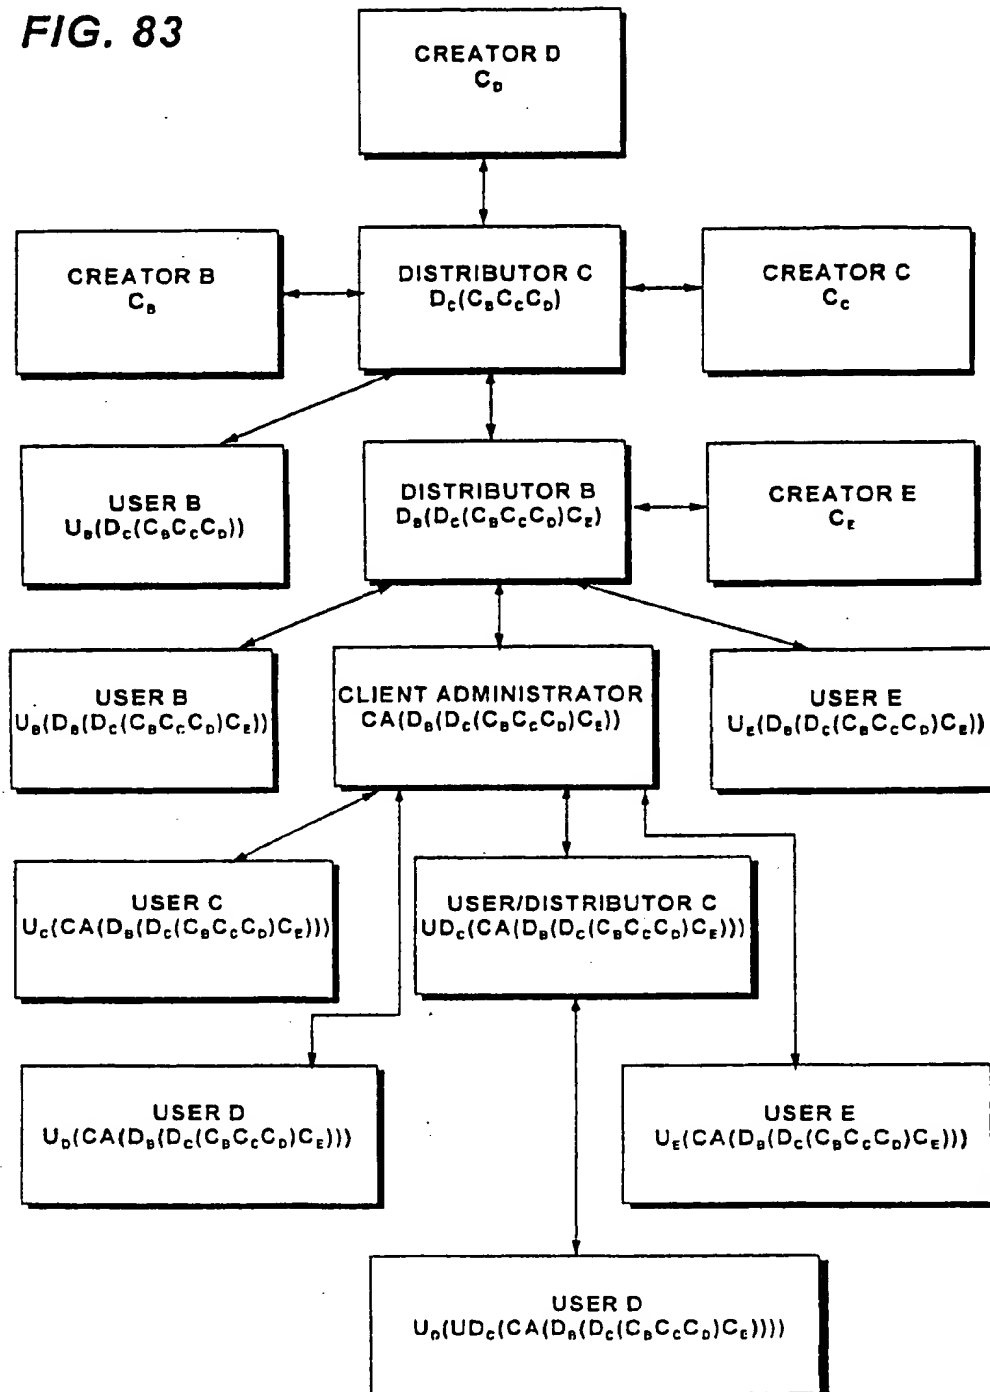 FIG. 83
CREATOR D
C_D
CREATOR B
C_B
DISTRIBUTOR C
D_C(C_BC_CC_D)
CREATOR C
C_C
USER B
U_B(D_C(C_BC_CC_D))
DISTRIBUTOR B
D_B(D_C(C_BC_CC_D)C_E)
CREATOR E
C_E
USER B
U_B(D_B(D_C(C_BC_CC_D)C_E))
CLIENT ADMINISTRATOR
CA(D_B(D_C(C_BC_CC_D)C_E))
USER E
U_E(D_B(D_C(C_BC_CC_D)C_E))
USER C
U_C(CA(D_B(D_C(C_BC_CC_D)C_E)))
USER/DISTRIBUTOR C
UD_C(CA(D_B(D_C(C_BC_CC_D)C_E)))
USER D
U_D(CA(D_B(D_C(C_BC_CC_D)C_E)))
USER E
U_E(CA(D_B(D_C(C_BC_CC_D)C_E)))
USER D
U_D(UD_C(CA(D_B(D_C(C_BC_CC_D)C_E))))